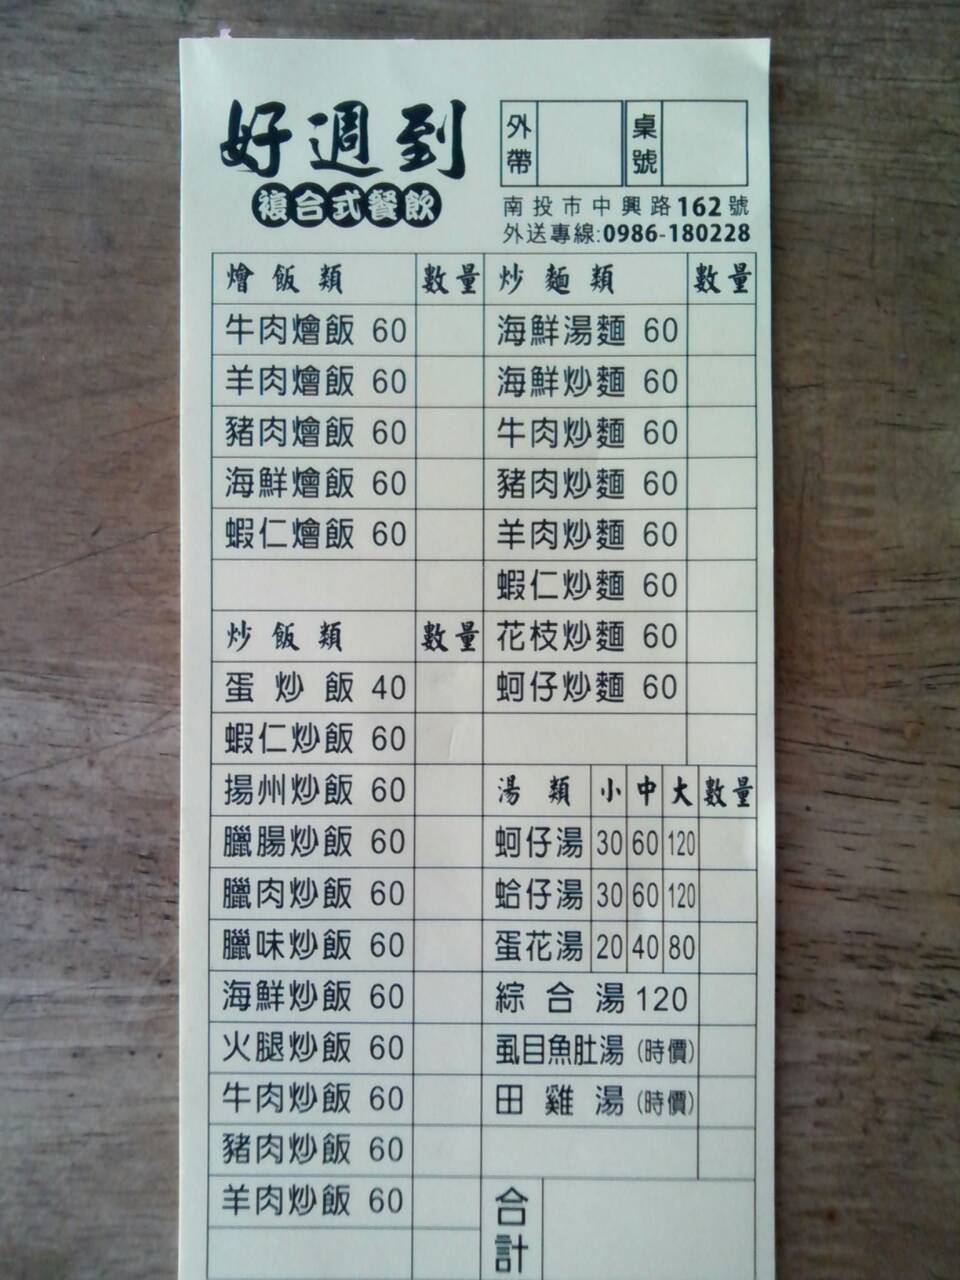 好週到
複合式餐飲
外帶
桌號
南投市中興路162號
外送專線:0986-180228
燴飯類 數量
牛肉燴飯 60
羊肉燴飯 60
豬肉燴飯 60
海鮮燴飯 60
蝦仁燴飯 60
炒飯類 數量
蛋炒飯 40
蝦仁炒飯 60
揚州炒飯 60
臘腸炒飯 60
臘肉炒飯 60
臘味炒飯 60
海鮮炒飯 60
火腿炒飯 60
牛肉炒飯 60
豬肉炒飯 60
羊肉炒飯 60
炒麵類 數量
海鮮湯麵 60
海鮮炒麵 60
牛肉炒麵 60
豬肉炒麵 60
羊肉炒麵 60
蝦仁炒麵 60
花枝炒麵 60
蚵仔炒麵 60
湯類 小 中 大 數量
蚵仔湯 30 60 120
蛤仔湯 30 60 120
蛋花湯 20 40 80
綜合湯 120
虱目魚肚湯 (時價)
田雞湯 (時價)
合計